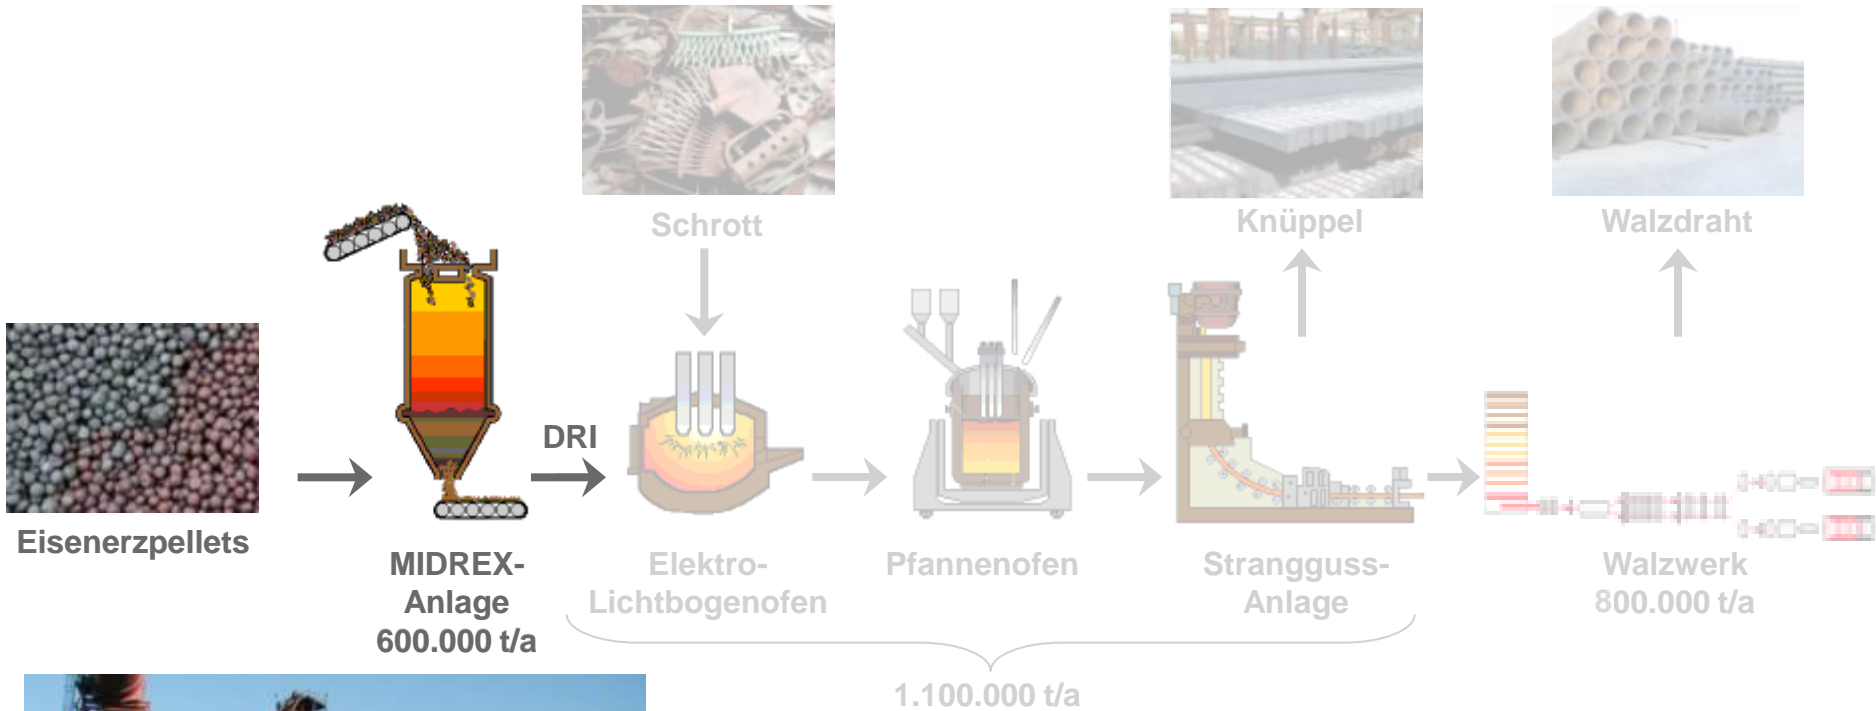 Schrott
Knüppel
Walzdraht
DRI
Eisenerzpellets
MIDREX-
Anlage
600.000 t/a
Elektro-
Lichtbogenofen
Pfannenofen
Strangguss-
Anlage
Walzwerk
800.000 t/a
1.100.000 t/a